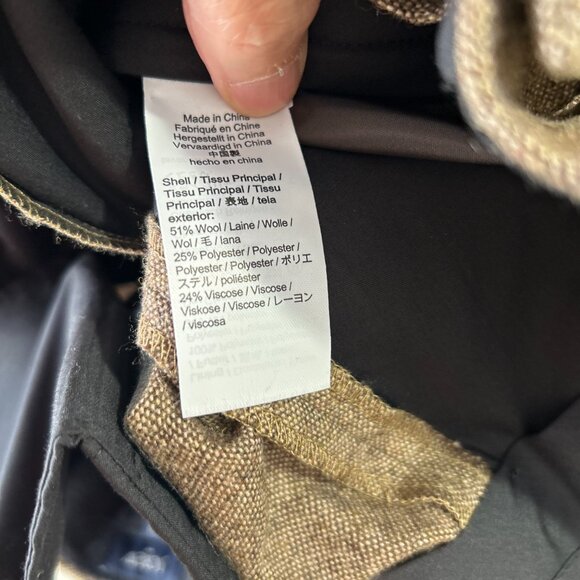 Made in China
Fabriqué en Chine
Hergestellt in China
Vervaardigd in China
中国製
hecho en china
Shell / Tissu Principal /
Tissu Principal / Tissu
Principal / 表地 / tela
exterior:
51% Wool / Laine / Wolle /
Wol / 毛 / lana
25% Polyester / Polyester /
Polyester / Polyester / ポリエ
ステル / poliéster
24% Viscose / Viscose /
Viskose / Viscose / レーヨン
/ viscosa